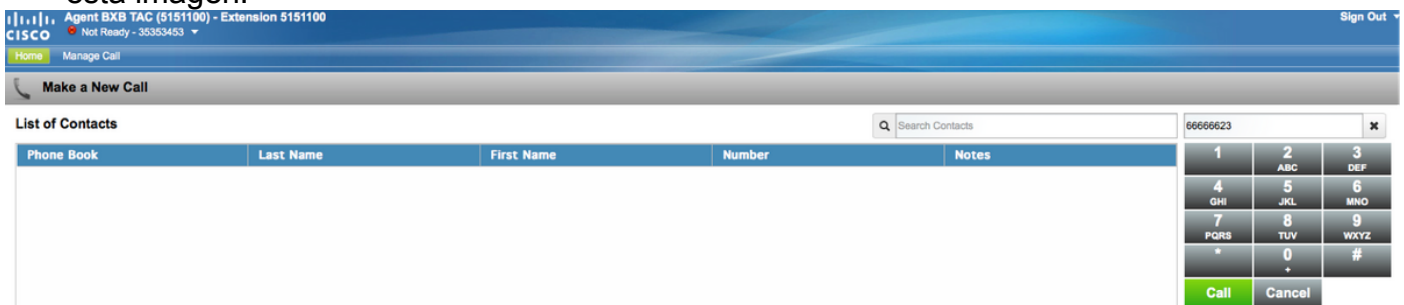 esta imagen.
Agent BXB TAC (5151100) - Extension 5151100
Sign Out
CISCO
Not Ready - 35353453
Home Manage Call
Make a New Call
List of Contacts
Search Contacts
66666623
Phone Book Last Name First Name Number Notes
1 2 3
ABC DEF
4 5 6
GHI JKL MNO
7 8 9
PQRS TUV WXYZ
* 0 #
+
Call Cancel